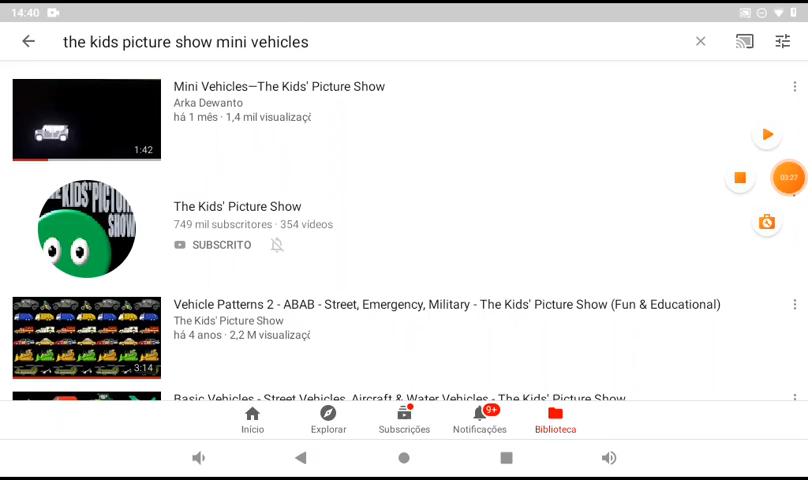 14:40
the kids picture show mini vehicles
Mini Vehicles—The Kids' Picture Show
Arka Dewanto
há 1 mês · 1,4 mil visualizaç
1:42
THE KIDS' PICTURE
SHOW
The Kids' Picture Show
749 mil subscritores · 354 vídeos
SUBSCRITO
03:27
Vehicle Patterns 2 - ABAB - Street, Emergency, Military - The Kids' Picture Show (Fun & Educational)
The Kids' Picture Show
há 4 anos · 2,2 M visualizaç
3:14
Basic Vehicles - Street Vehicles, Aircraft & Water Vehicles - The Kids' Picture Show
9+
Início
Explorar
Subscrições
Notificações
Biblioteca